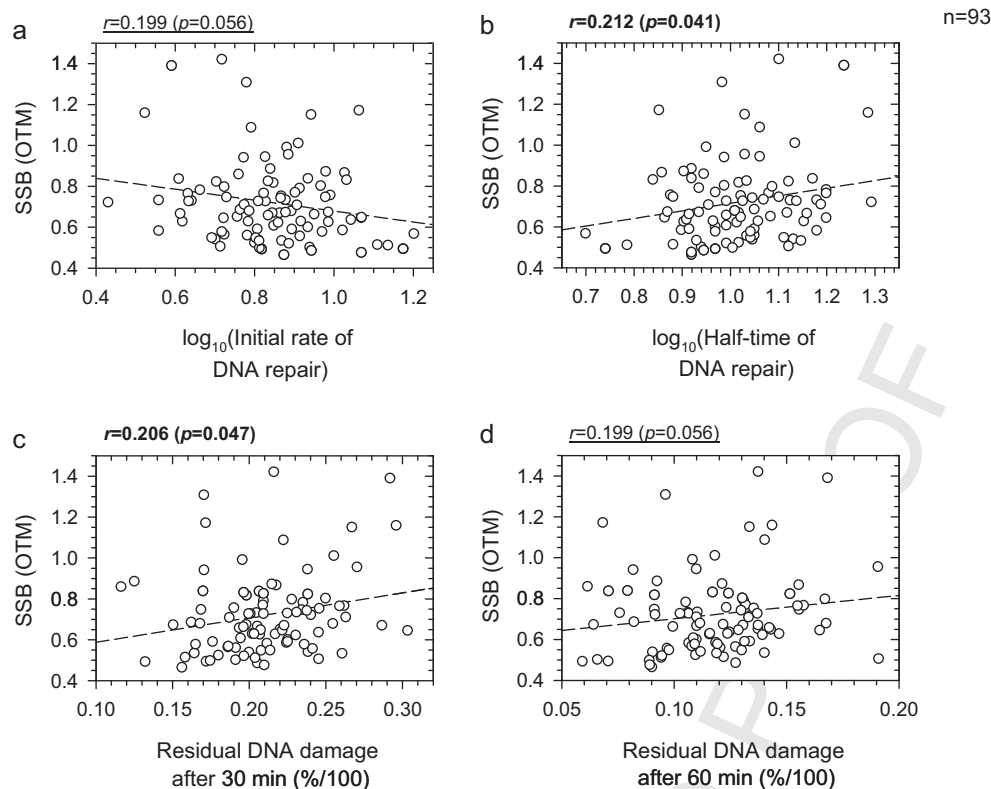 a
r=0.199 (p=0.056)
SSB (OTM)
1.4
1.2
1.0
0.8
0.6
0.4
0.4 0.6 0.8 1.0 1.2
log10(Initial rate of
DNA repair)
b
r=0.212 (p=0.041)
n=93
SSB (OTM)
1.4
1.2
1.0
0.8
0.6
0.4
0.7 0.8 0.9 1.0 1.1 1.2 1.3
log10(Half-time of
DNA repair)
c
r=0.206 (p=0.047)
SSB (OTM)
1.4
1.2
1.0
0.8
0.6
0.4
0.10 0.15 0.20 0.25 0.30
Residual DNA damage
after 30 min (%/100)
d
r=0.199 (p=0.056)
SSB (OTM)
1.4
1.2
1.0
0.8
0.6
0.4
0.05 0.10 0.15 0.20
Residual DNA damage
after 60 min (%/100)